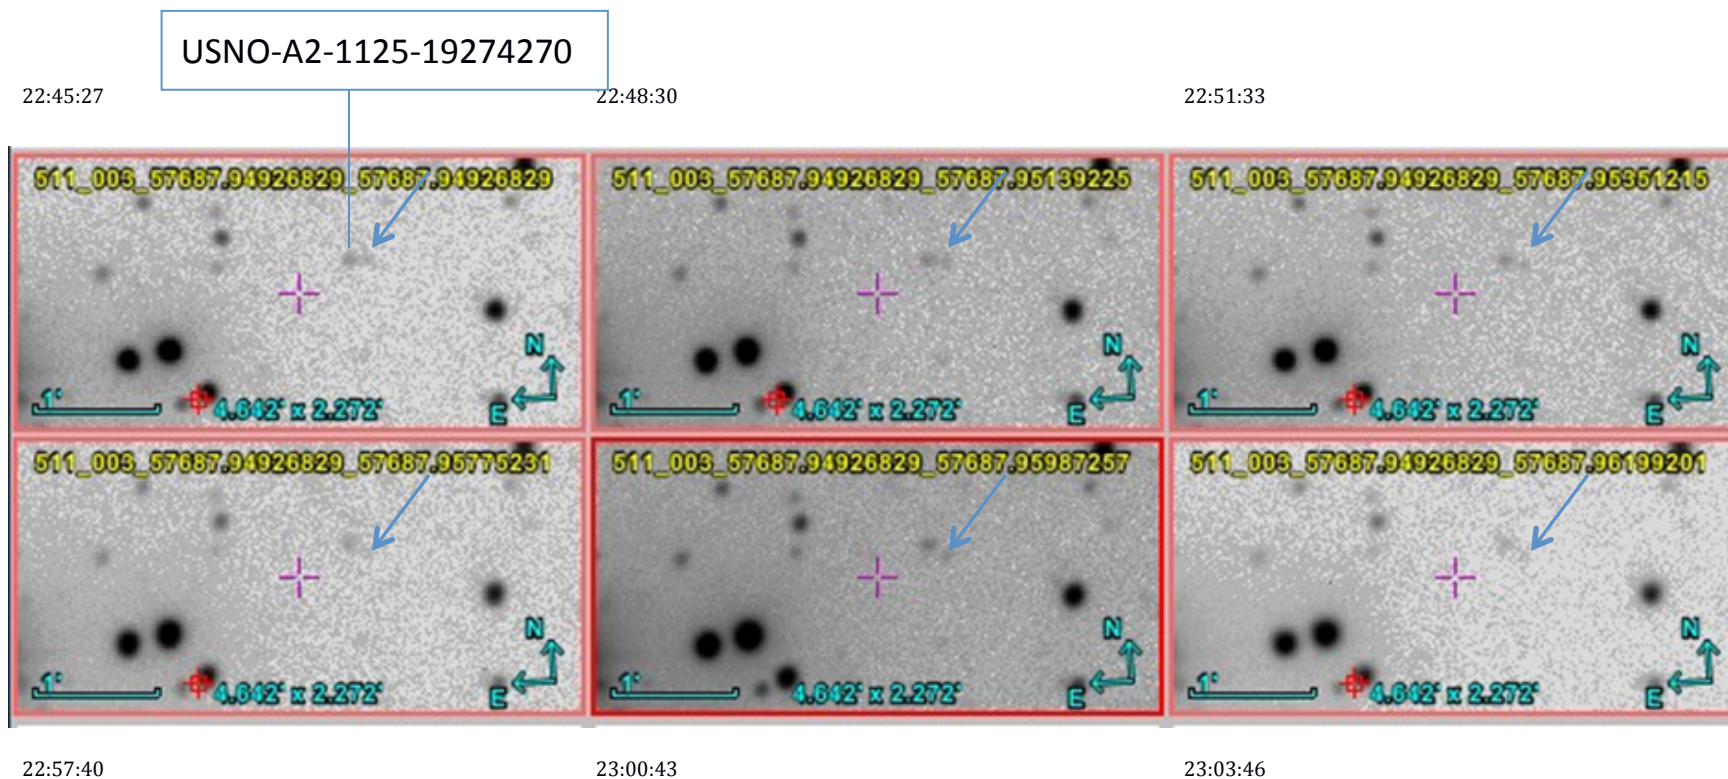 USNO-A2-1125-19274270
22:45:27
22:48:30
22:51:33
511_003_57687.94926829_57687.94926829
511_003_57687.94926829_57687.95139225
511_003_57687.94926829_57687.95351215
N
N
N
1'
4.642' x 2.272'
E
1'
4.642' x 2.272'
E
1'
4.642' x 2.272'
E
511_003_57687.94926829_57687.95775231
511_003_57687.94926829_57687.95987257
511_003_57687.94926829_57687.96199201
N
N
N
1'
4.642' x 2.272'
E
1'
4.642' x 2.272'
E
1'
4.642' x 2.272'
E
22:57:40
23:00:43
23:03:46